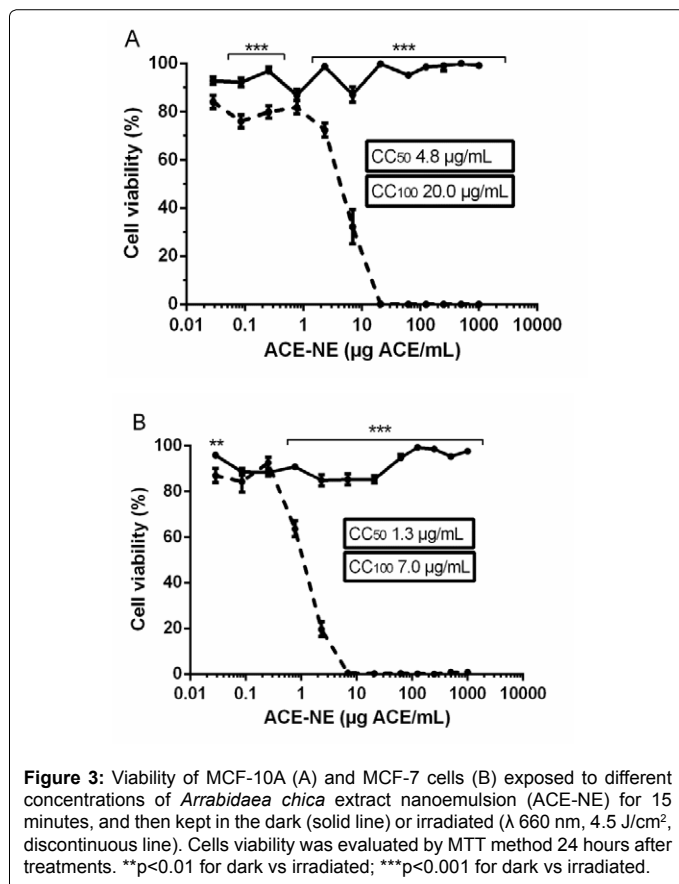 A
***
***
100
80
60
40
20
0
Cell viability (%)
CC50 4.8 µg/mL
CC100 20.0 µg/mL
0.01 0.1 1 10 100 1000 10000
ACE-NE (µg ACE/mL)
B
**
***
100
80
60
40
20
0
Cell viability (%)
CC50 1.3 µg/mL
CC100 7.0 µg/mL
0.01 0.1 1 10 100 1000 10000
ACE-NE (µg ACE/mL)
Figure 3: Viability of MCF-10A (A) and MCF-7 cells (B) exposed to different
concentrations of Arrabidaea chica extract nanoemulsion (ACE-NE) for 15
minutes, and then kept in the dark (solid line) or irradiated (λ 660 nm, 4.5 J/cm²,
discontinuous line). Cells viability was evaluated by MTT method 24 hours after
treatments. **p<0.01 for dark vs irradiated; ***p<0.001 for dark vs irradiated.